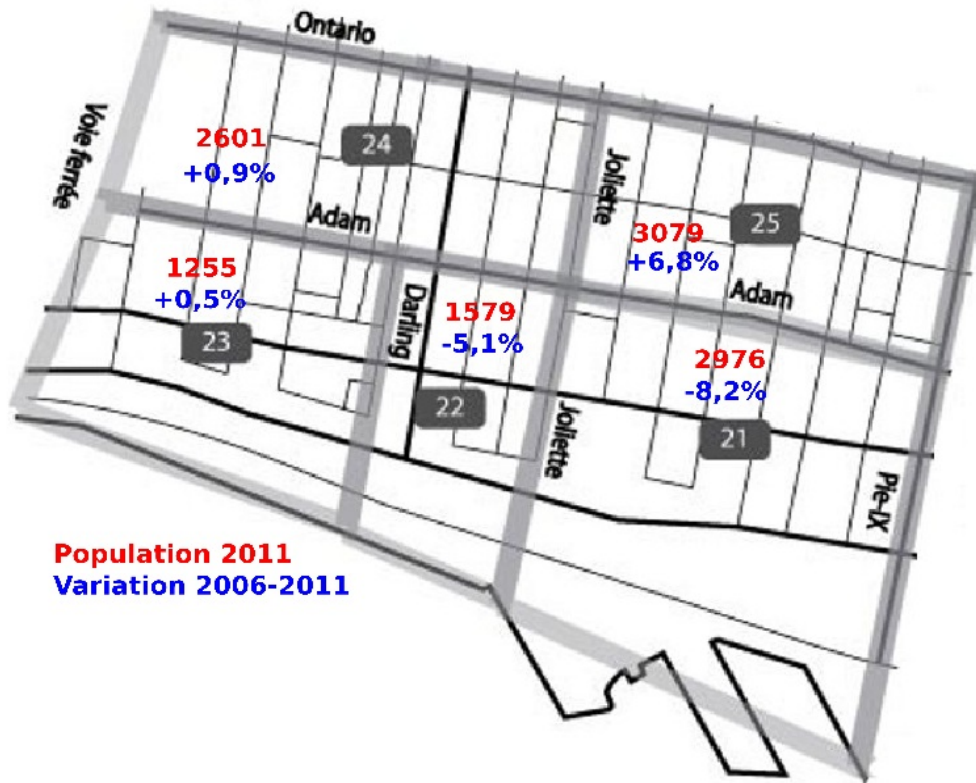 Ontario
Voie ferrée
2601
+0,9%
24
Joliette
3079
+6,8%
25
Adam
Adam
1255
+0,5%
23
Darling
1579
-5,1%
22
2976
-8,2%
21
Joliette
Pie-IX
Population 2011
Variation 2006-2011